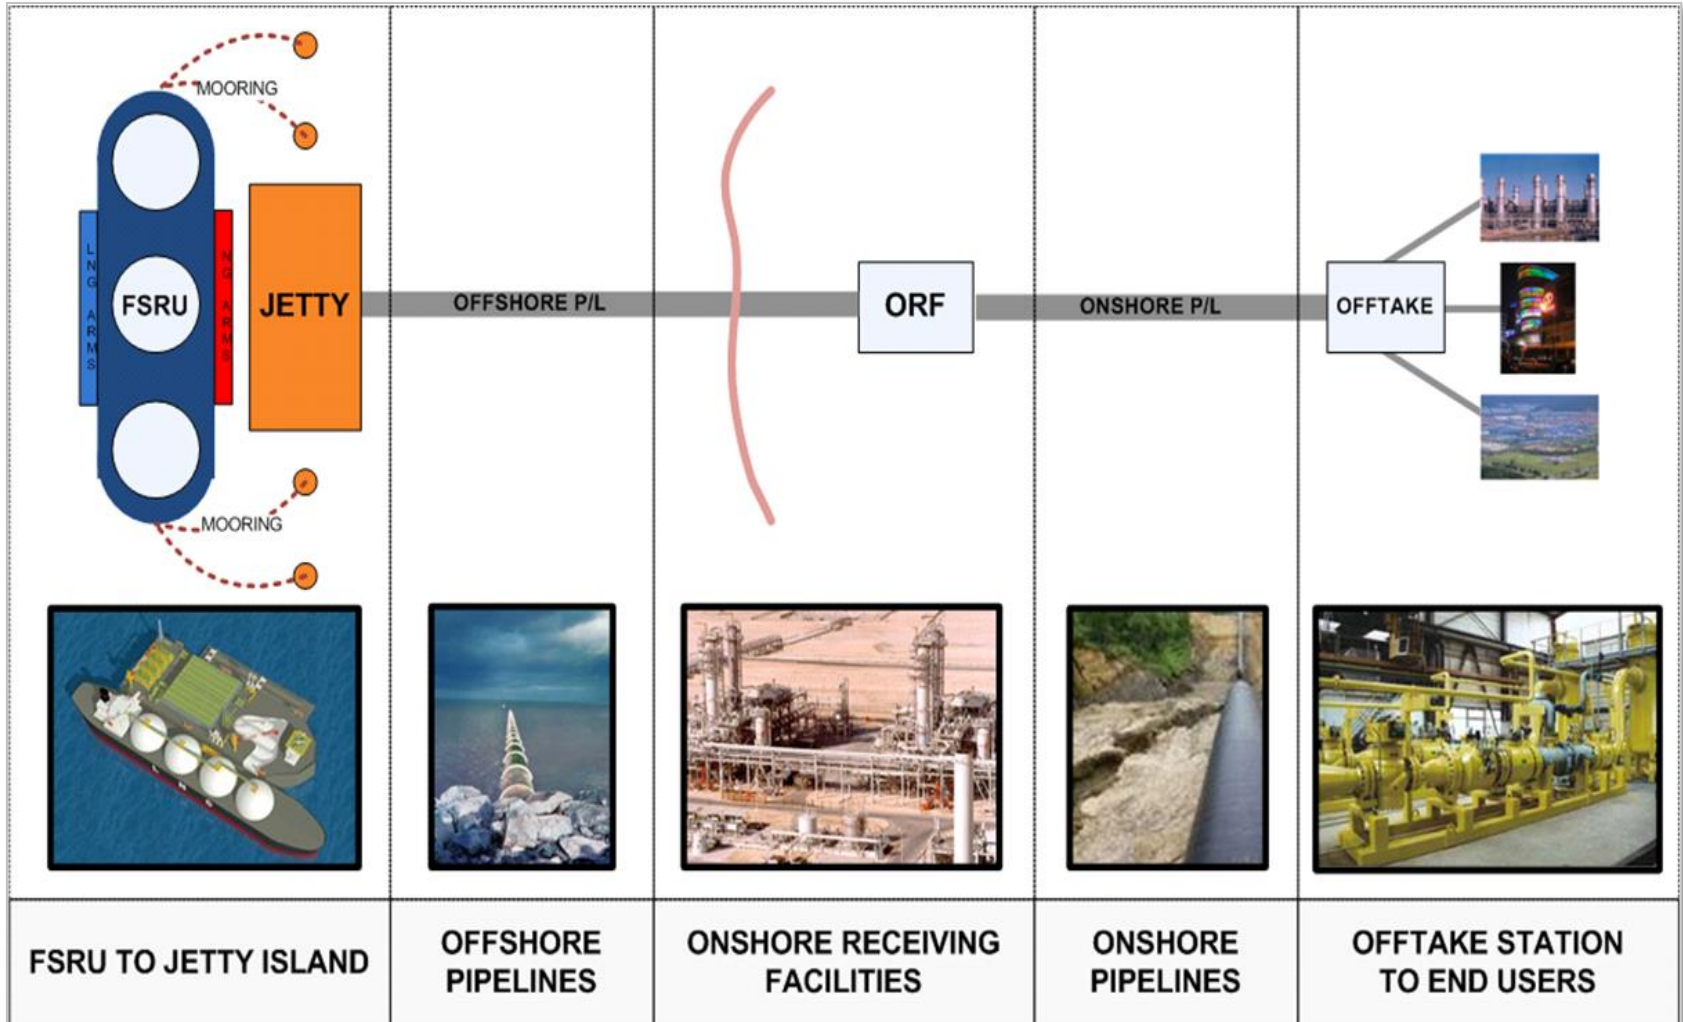 MOORING
LNG ARMS
FSRU
NG ARMS
JETTY
OFFSHORE P/L
ORF
ONSHORE P/L
OFFTAKE
MOORING
FSRU TO JETTY ISLAND
OFFSHORE
PIPELINES
ONSHORE RECEIVING
FACILITIES
ONSHORE
PIPELINES
OFFTAKE STATION
TO END USERS